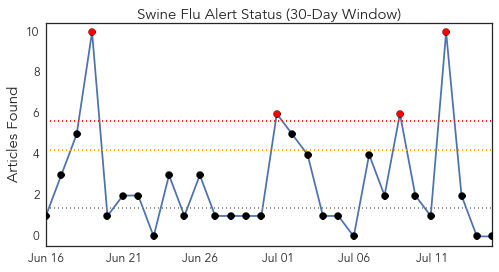 Swine Flu Alert Status (30-Day Window)
Articles Found
10
8
6
4
2
0
Jun 16
Jun 21
Jun 26
Jul 01
Jul 06
Jul 11